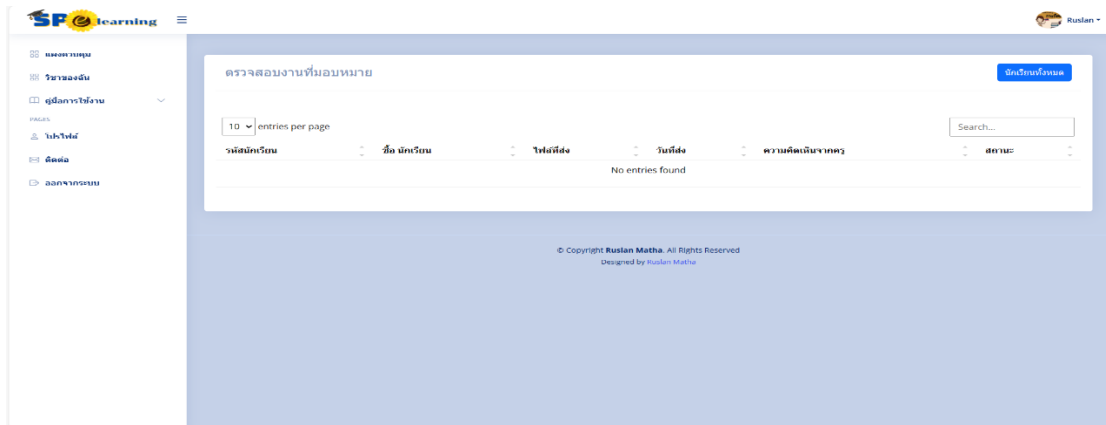 SP e learning
Ruslan
แผงควบคุม
วิชาของฉัน
คู่มือการใช้งาน
PAGES
โปรไฟล์
ติดต่อ
ออกจากระบบ
ตรวจสอบงานที่มอบหมาย
นักเรียนทั้งหมด
10 entries per page
Search...
รหัสนักเรียน ชื่อ นักเรียน ไฟล์ที่ส่ง วันที่ส่ง ความคิดเห็นจากครู สถานะ
No entries found
© Copyright Ruslan Matha. All Rights Reserved
Designed by Ruslan Matha